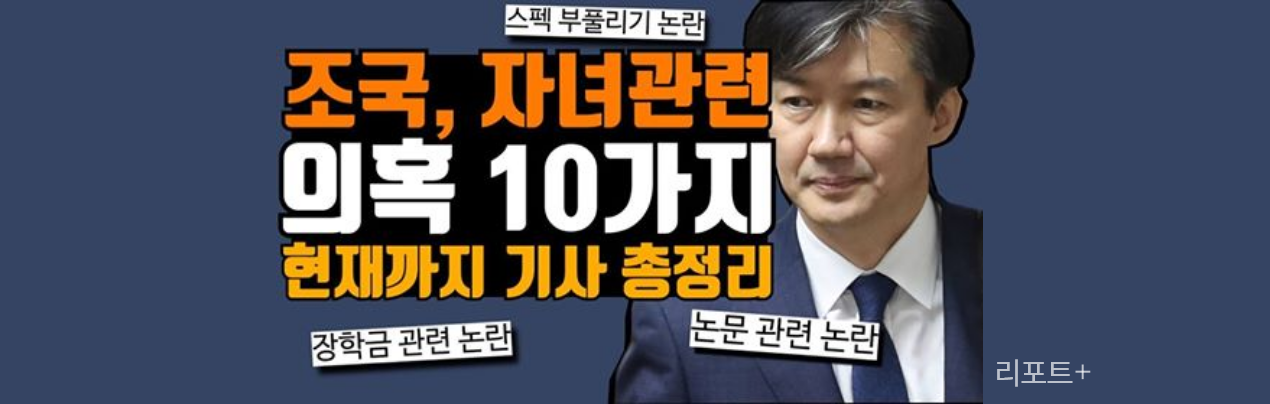 스펙 부풀리기 논란
조국, 자녀관련
의혹 10가지
현재까지 기사 총정리
장학금 관련 논란
논문 관련 논란
리포트+